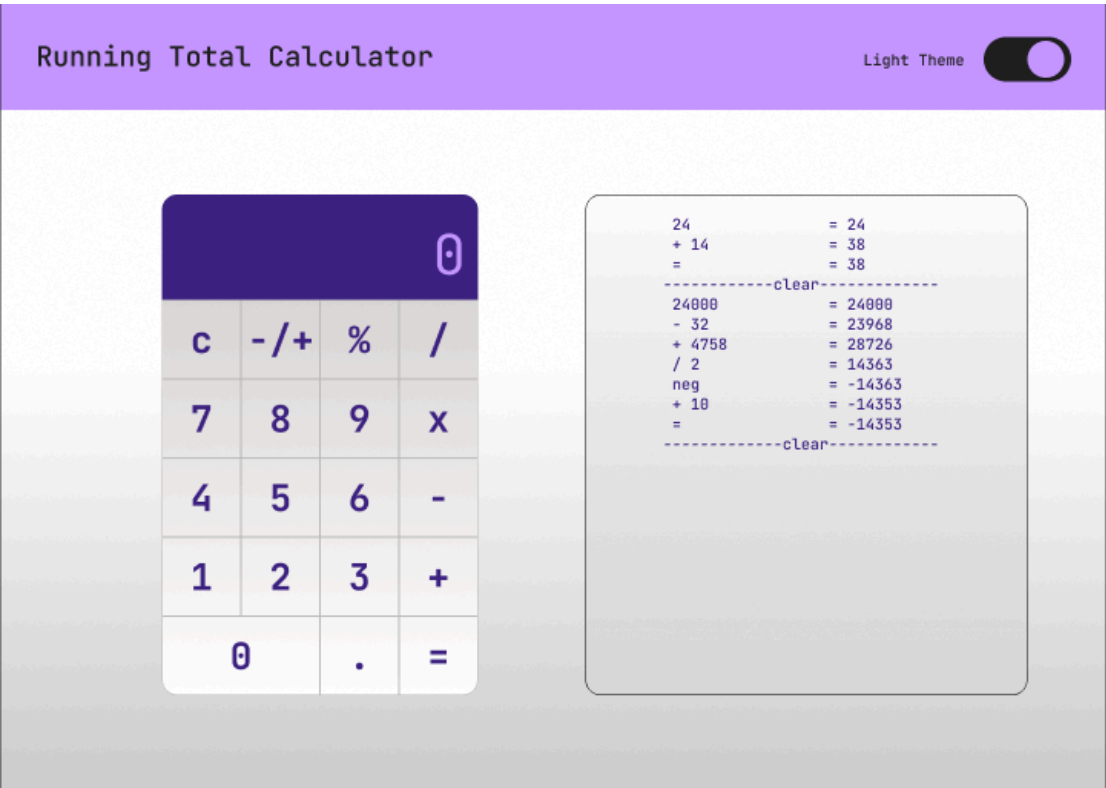 Running Total Calculator
Light Theme
0
c -/+ % /
7 8 9 x
4 5 6 -
1 2 3 +
0 . =
24 = 24
+ 14 = 38
= = 38
------------clear-------------
24000 = 24000
- 32 = 23968
+ 4758 = 28726
/ 2 = 14363
neg = -14363
+ 10 = -14353
= = -14353
-------------clear------------